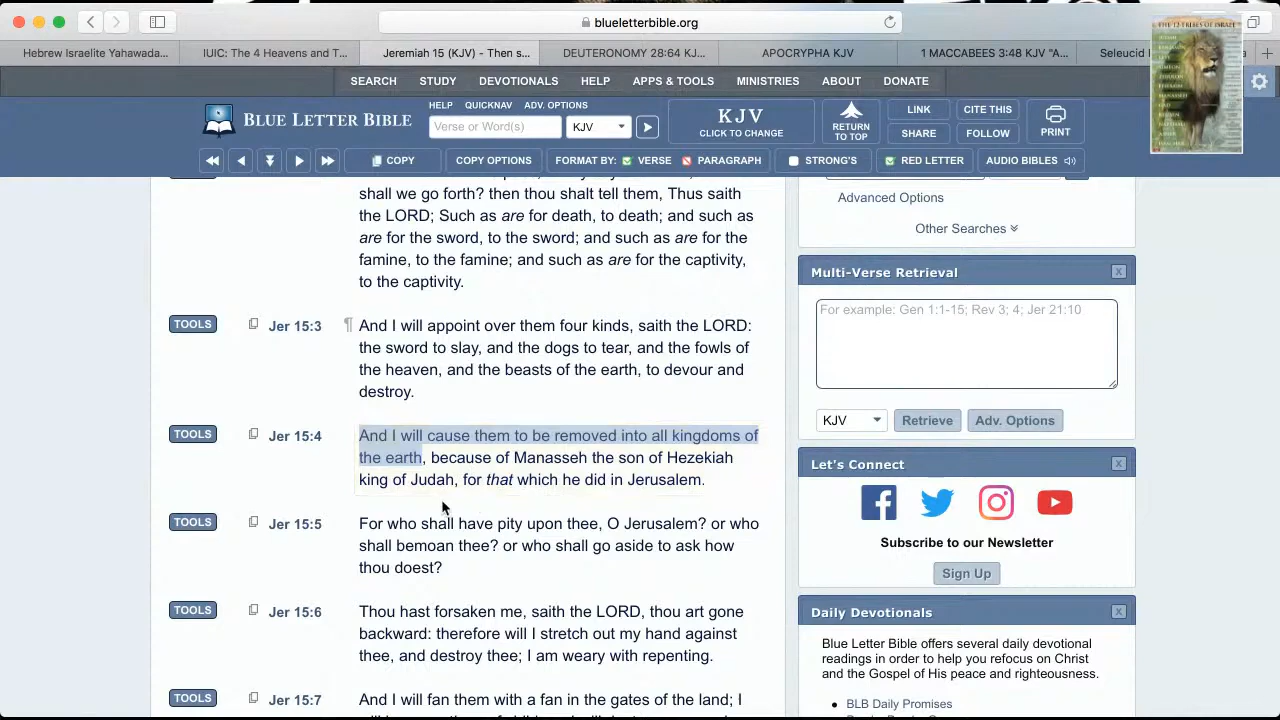 blueletterbible.org
Hebrew Israelite Yahawada...
IUIC: The 4 Heavens and T...
Jeremiah 15 (KJV) - Then s...
DEUTERONOMY 28:64 KJ...
APOCRYPHA KJV
1 MACCABEES 3:48 KJV "A...
Seleucid
THE 12 TRIBES OF ISRAEL
SEARCH STUDY DEVOTIONALS HELP APPS & TOOLS MINISTRIES ABOUT DONATE
BLUE LETTER BIBLE
HELP QUICKNAV ADV. OPTIONS
Verse or Word(s)
KJV
KJV
CLICK TO CHANGE
RETURN
TO TOP
LINK
CITE THIS
SHARE
FOLLOW
PRINT
COPY
COPY OPTIONS
FORMAT BY: VERSE PARAGRAPH
STRONG'S
RED LETTER
AUDIO BIBLES
shall we go forth? then thou shalt tell them, Thus saith
the LORD; Such as are for death, to death; and such as
are for the sword, to the sword; and such as are for the
famine, to the famine; and such as are for the captivity,
to the captivity.
TOOLS Jer 15:3 ¶ And I will appoint over them four kinds, saith the LORD:
the sword to slay, and the dogs to tear, and the fowls of
the heaven, and the beasts of the earth, to devour and
destroy.
TOOLS Jer 15:4 And I will cause them to be removed into all kingdoms of
the earth, because of Manasseh the son of Hezekiah
king of Judah, for that which he did in Jerusalem.
TOOLS Jer 15:5 For who shall have pity upon thee, O Jerusalem? or who
shall bemoan thee? or who shall go aside to ask how
thou doest?
TOOLS Jer 15:6 Thou hast forsaken me, saith the LORD, thou art gone
backward: therefore will I stretch out my hand against
thee, and destroy thee; I am weary with repenting.
TOOLS Jer 15:7 And I will fan them with a fan in the gates of the land; I
Advanced Options
Other Searches
Multi-Verse Retrieval X
For example: Gen 1:1-15; Rev 3; 4; Jer 21:10
KJV Retrieve Adv. Options
Let's Connect X
Subscribe to our Newsletter
Sign Up
Daily Devotionals X
Blue Letter Bible offers several daily devotional
readings in order to help you refocus on Christ
and the Gospel of His peace and righteousness.
BLB Daily Promises